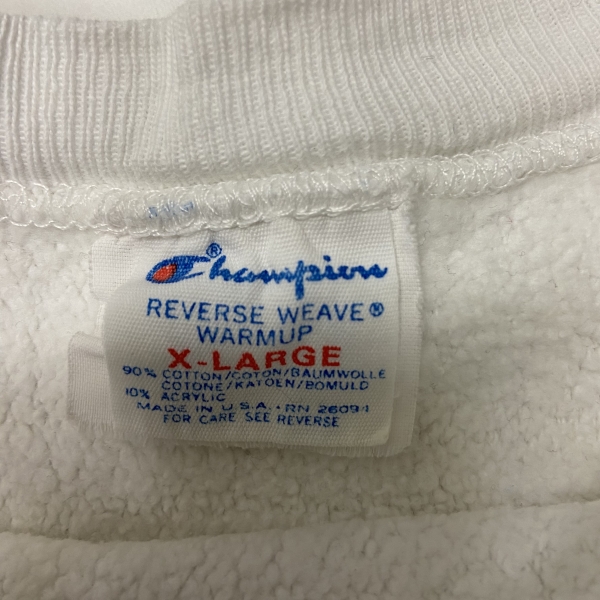 Champion®
REVERSE WEAVE®
WARMUP
X-LARGE
90% COTTON/COTON/BAUMWOLLE
COTONE/KATOEN/BOMULD
10% ACRYLIC
MADE IN U.S.A. • RN 26094
FOR CARE SEE REVERSE